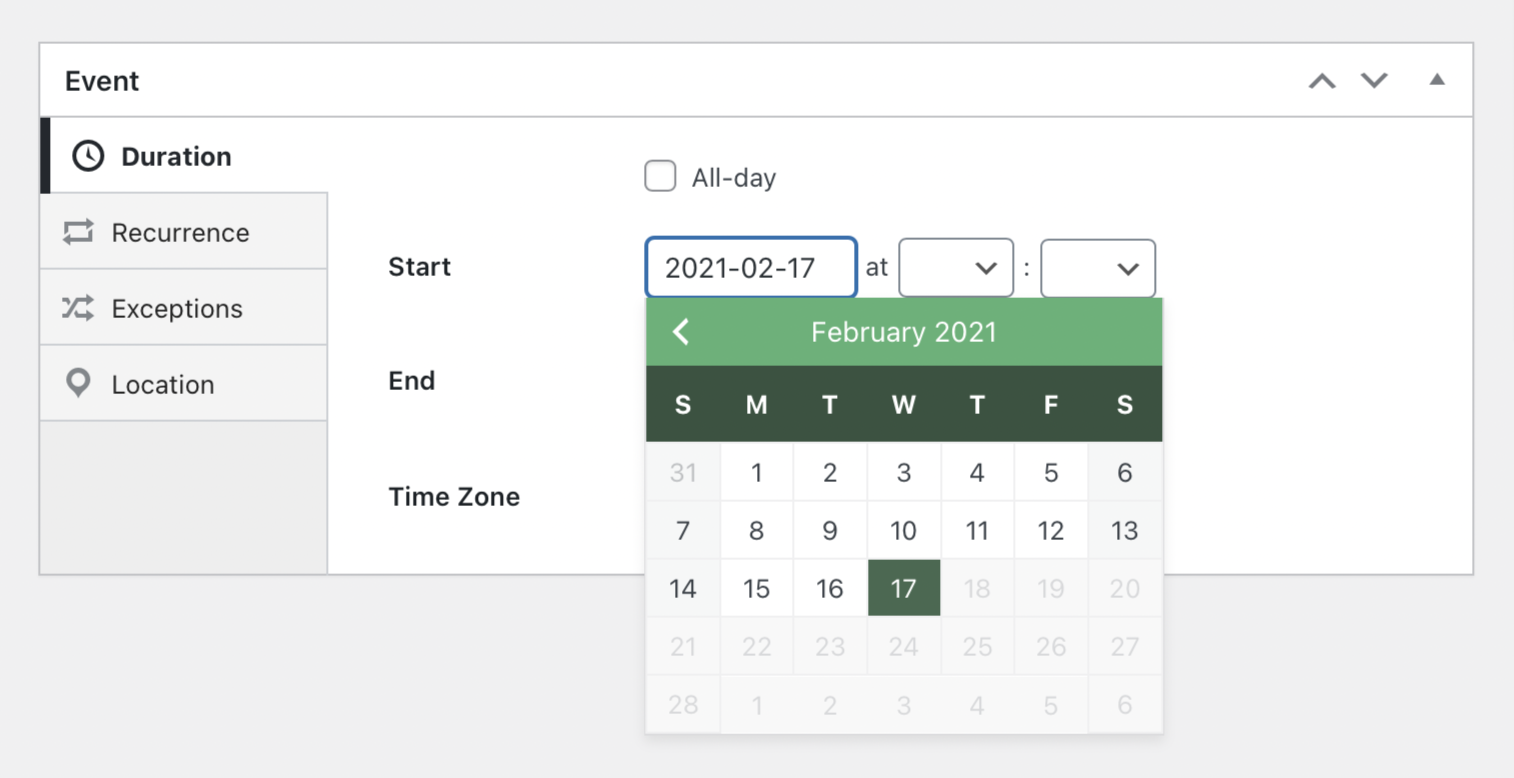 Event
Duration
All-day
Recurrence
Start 2021-02-17 at :
Exceptions
February 2021
End
Location
S M T W T F S
31 1 2 3 4 5 6
Time Zone
7 8 9 10 11 12 13
14 15 16 17 18 19 20
21 22 23 24 25 26 27
28 1 2 3 4 5 6